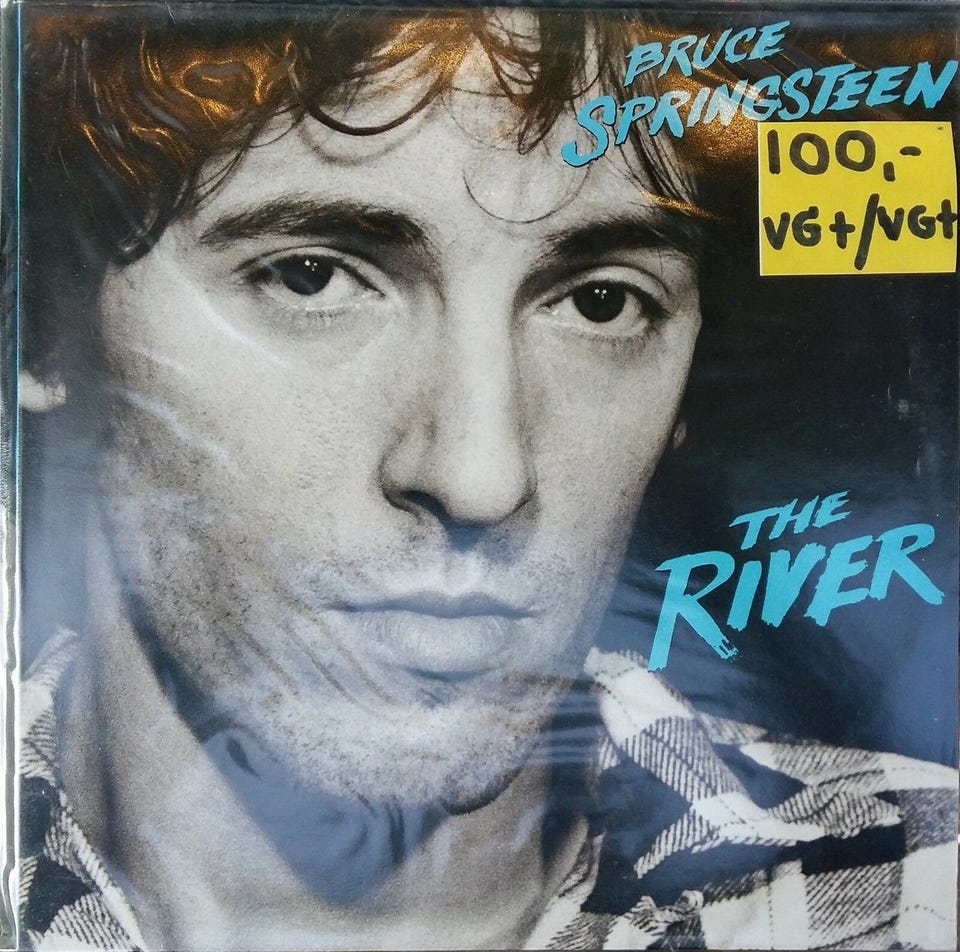 BRUCE
SPRINGSTEEN
100,-
VG+/VG+
THE
RIVER